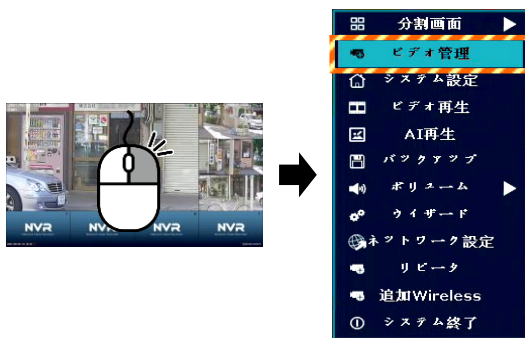 NVR
NVR
NVR
NVR
分割画面
ビデオ管理
システム設定
ビデオ再生
AI再生
バックアップ
ボリューム
ウイザード
ネットワーク設定
リピータ
追加Wireless
システム終了